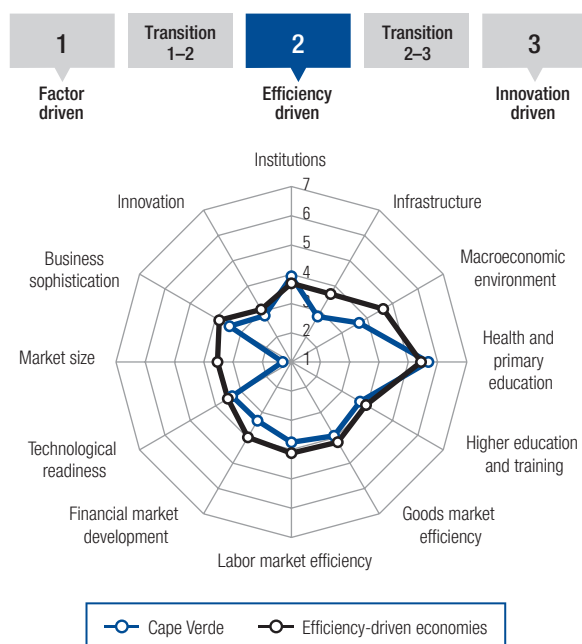 1
Transition
1–2
2
Transition
2–3
3
Factor
driven
Efficiency
driven
Innovation
driven
Institutions
7
6
5
4
3
2
1
Infrastructure
Macroeconomic
environment
Health and
primary
education
Higher education
and training
Goods market
efficiency
Labor market efficiency
Financial market
development
Technological
readiness
Market size
Business
sophistication
Innovation
Cape Verde
Efficiency-driven economies